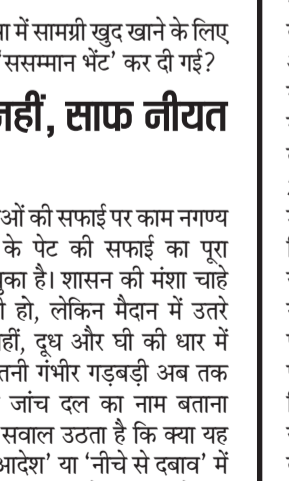 में सामग्री खुद खाने के लिए
'ससम्मान भेंट' कर दी गई?
नहीं, साफ नीयत
ओं की सफाई पर काम नगण्य
के पेट की सफाई का पूरा
चुका है। शासन की मंशा चाहे
हो, लेकिन मैदान में उतरे
नहीं, दूध और घी की धार में
तनी गंभीर गड़बड़ी अब तक
जांच दल का नाम बताना
सवाल उठता है कि क्या यह
आदेश' या 'नीचे से दबाव' में